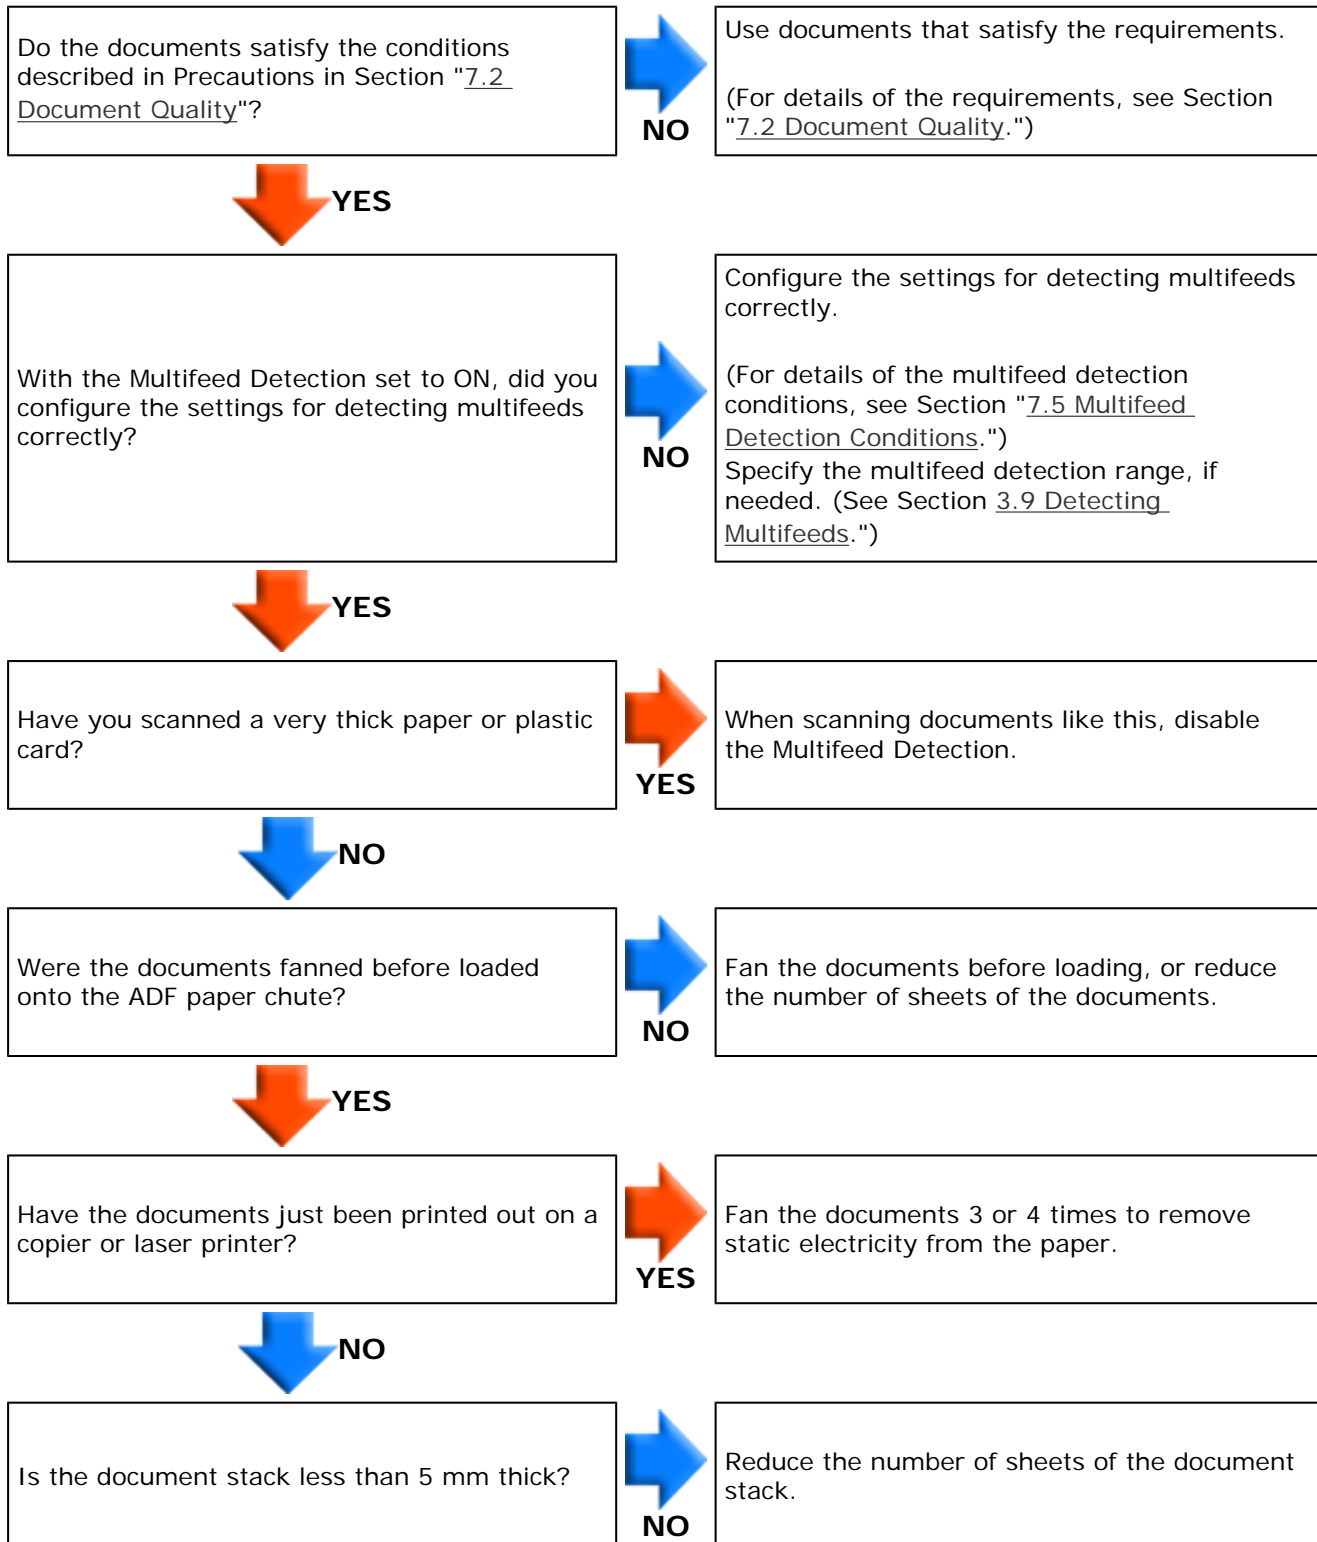 Do the documents satisfy the conditions
described in Precautions in Section "7.2
Document Quality"?
NO
Use documents that satisfy the requirements.
(For details of the requirements, see Section
"7.2 Document Quality.")
YES
With the Multifeed Detection set to ON, did you
configure the settings for detecting multifeeds
correctly?
NO
Configure the settings for detecting multifeeds
correctly.
(For details of the multifeed detection
conditions, see Section "7.5 Multifeed
Detection Conditions.")
Specify the multifeed detection range, if
needed. (See Section 3.9 Detecting
Multifeeds.")
YES
Have you scanned a very thick paper or plastic
card?
YES
When scanning documents like this, disable
the Multifeed Detection.
NO
Were the documents fanned before loaded
onto the ADF paper chute?
NO
Fan the documents before loading, or reduce
the number of sheets of the documents.
YES
Have the documents just been printed out on a
copier or laser printer?
YES
Fan the documents 3 or 4 times to remove
static electricity from the paper.
NO
Is the document stack less than 5 mm thick?
NO
Reduce the number of sheets of the document
stack.